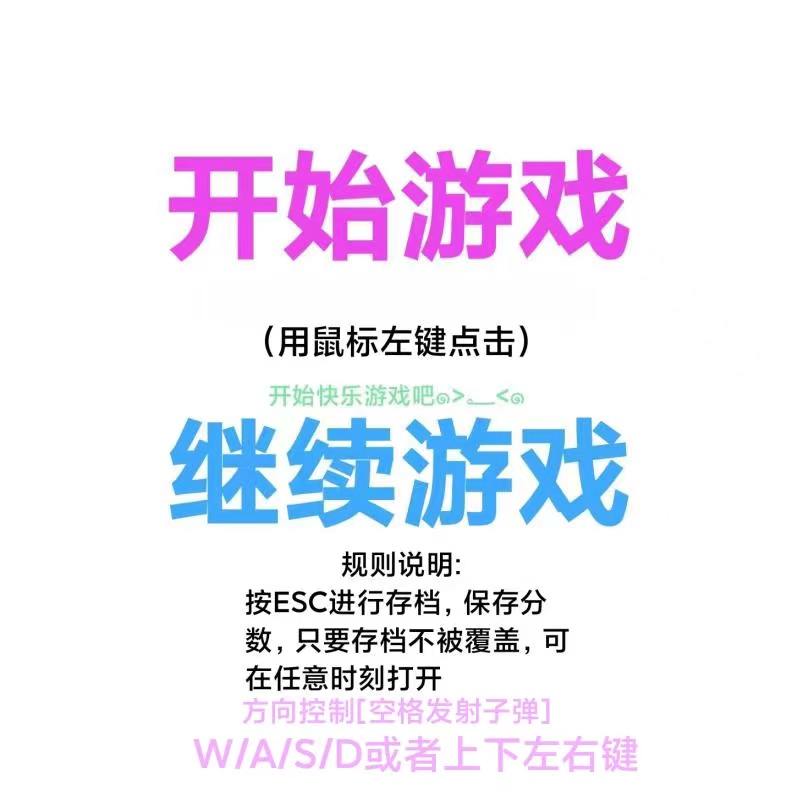 开始游戏
（用鼠标左键点击）
开始快乐游戏吧๑>؂<๑
继续游戏
规则说明:
按ESC进行存档, 保存分
数, 只要存档不被覆盖, 可
在任意时刻打开
方向控制[空格发射子弹]
W/A/S/D或者上下左右键